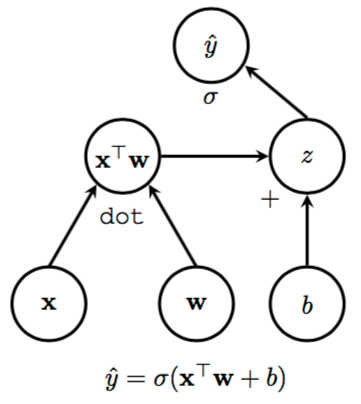 ŷ
σ
x⊤w
z
dot
+
x
w
b
ŷ = σ(x⊤w + b)